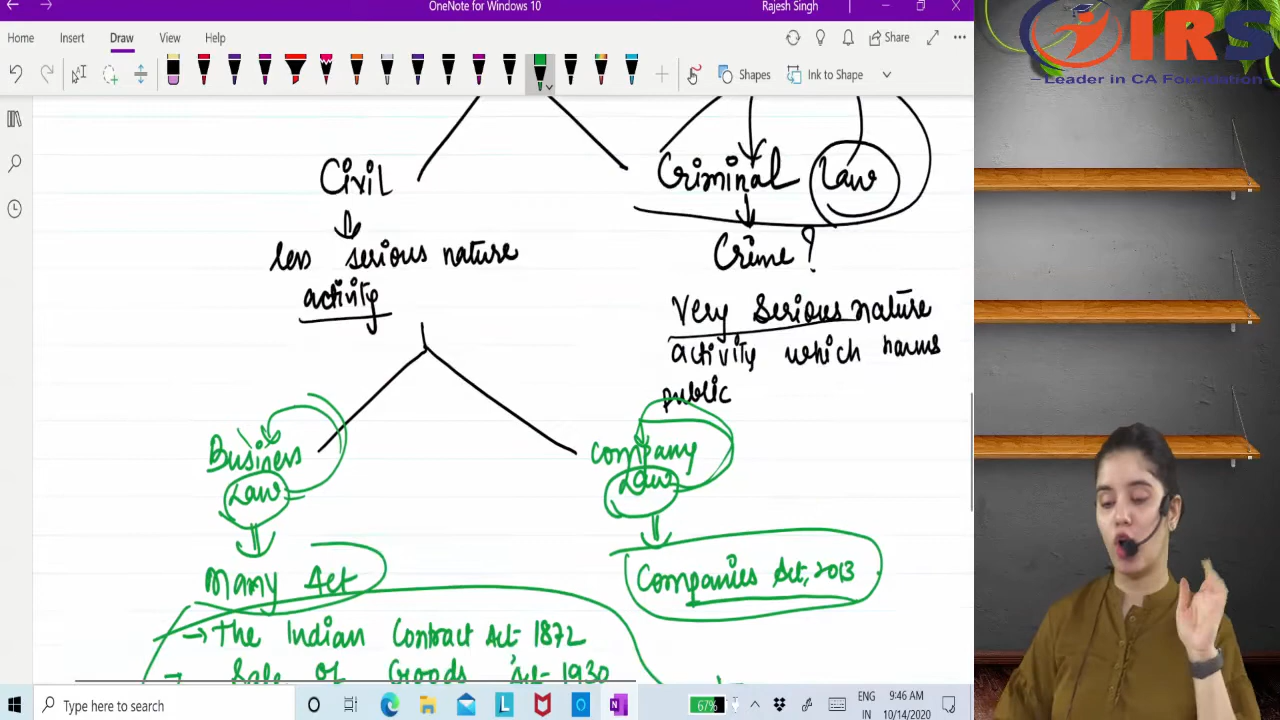 OneNote for Windows 10
Rajesh Singh
Home Insert Draw View Help
Share
Shapes
Ink to Shape
IRS
Leader in CA Foundation
Civil
Criminal Law
less serious nature
activity
Crime?
Very Serious nature
activity which harms
public
Business
Law
company
Law
Many Act
Companies Act, 2013
→ The Indian Contract Act- 1872
→ Sale of Goods Act- 1930
Type here to search
67%
ENG
IN
9:46 AM
10/14/2020